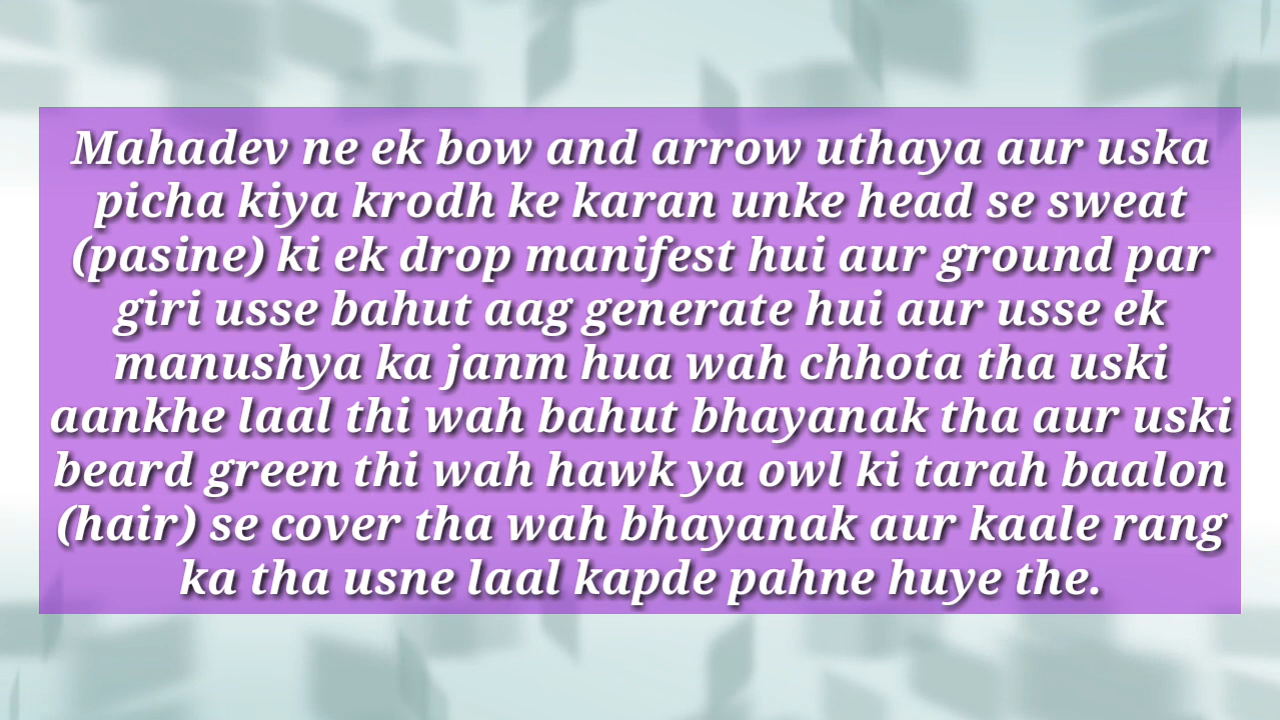 Mahadev ne ek bow and arrow uthaya aur uska
picha kiya krodh ke karan unke head se sweat
(pasine) ki ek drop manifest hui aur ground par
giri usse bahut aag generate hui aur usse ek
manushya ka janm hua wah chhota tha uski
aankhe laal thi wah bahut bhayanak tha aur uski
beard green thi wah hawk ya owl ki tarah baalon
(hair) se cover tha wah bhayanak aur kaale rang
ka tha usne laal kapde pahne huye the.